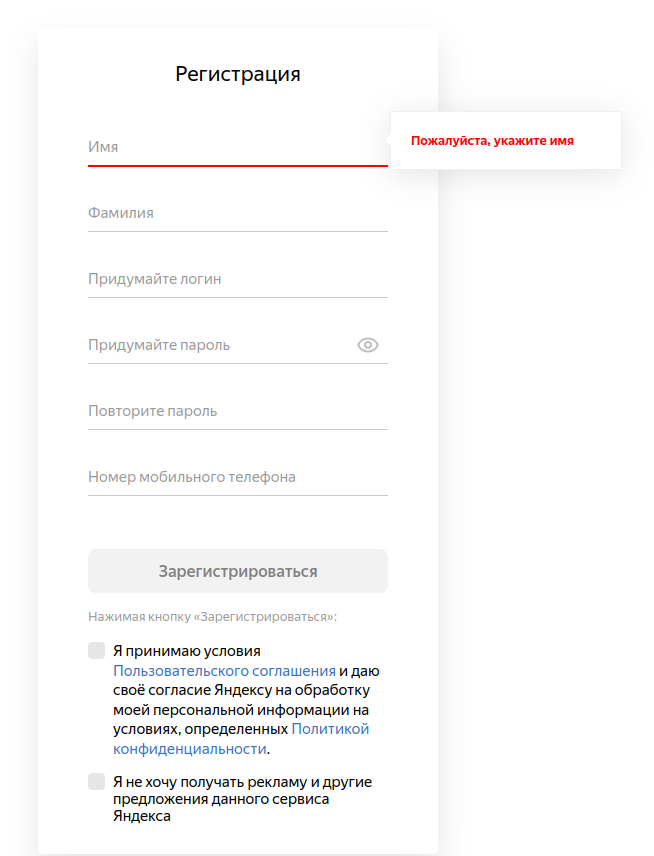 Регистрация
Имя
Пожалуйста, укажите имя
Фамилия
Придумайте логин
Придумайте пароль
Повторите пароль
Номер мобильного телефона
Зарегистрироваться
Нажимая кнопку «Зарегистрироваться»:
Я принимаю условия
Пользовательского соглашения и даю
своё согласие Яндексу на обработку
моей персональной информации на
условиях, определенных Политикой
конфиденциальности.
Я не хочу получать рекламу и другие
предложения данного сервиса
Яндекса